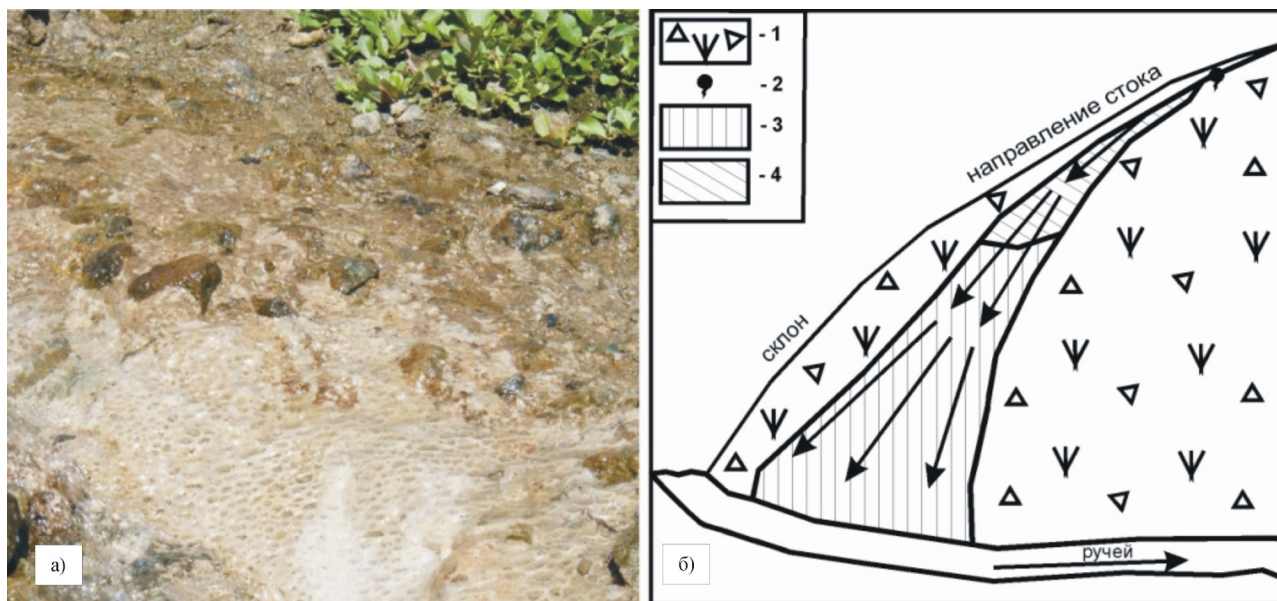 а)
- 1
- 2
- 3
- 4
направление стока
склон
ручей
б)